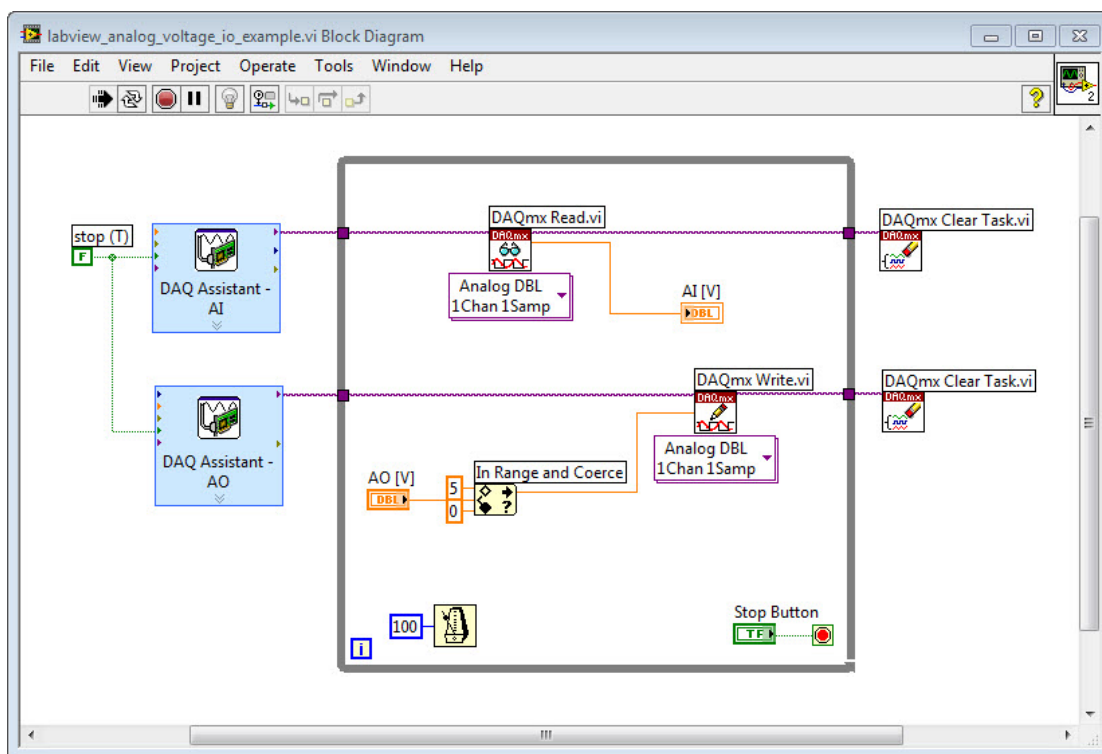 labview_analog_voltage_io_example.vi Block Diagram
File Edit View Project Operate Tools Window Help
2
DAQmx Read.vi
DAQmx
DAQmx Clear Task.vi
DAQmx
stop (T)
F
DAQ Assistant -
AI
Analog DBL
1Chan 1Samp
AI [V]
DBL
DAQmx Write.vi
DAQmx
DAQmx Clear Task.vi
DAQmx
DAQ Assistant -
AO
Analog DBL
1Chan 1Samp
AO [V]
DBL
In Range and Coerce
5
?
0
100
i
Stop Button
TF